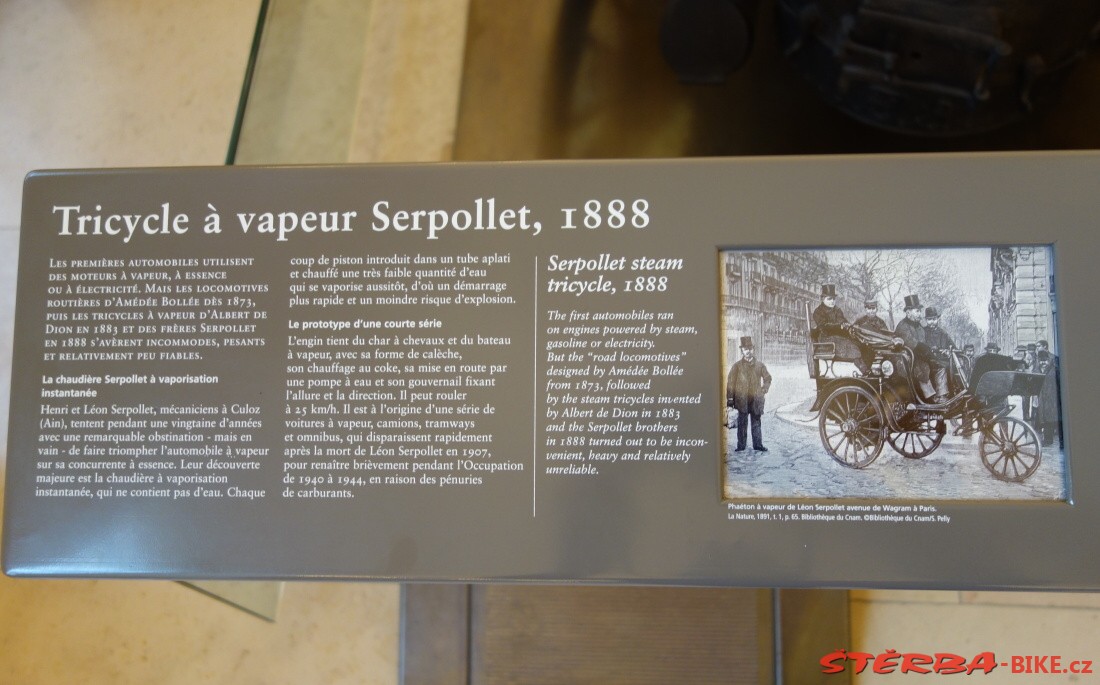 Tricycle à vapeur Serpollet, 1888
Les premières automobiles utilisent
des moteurs à vapeur, à essence
ou à électricité. Mais les locomotives
routières d'Amédée Bollée dès 1873,
puis les tricycles à vapeur d'Albert de
Dion en 1883 et des frères Serpollet
en 1888 s'avèrent incommodes, pesants
et relativement peu fiables.
La chaudière Serpollet à vaporisation
instantanée
Henri et Léon Serpollet, mécaniciens à Culoz
(Ain), tentent pendant une vingtaine d'années
avec une remarquable obstination - mais en
vain - de faire triompher l'automobile à vapeur
sur sa concurrente à essence. Leur découverte
majeure est la chaudière à vaporisation
instantanée, qui ne contient pas d'eau. Chaque
coup de piston introduit dans un tube aplati
et chauffé une très faible quantité d'eau
qui se vaporise aussitôt, d'où un démarrage
plus rapide et un moindre risque d'explosion.
Le prototype d'une courte série
L'engin tient du char à chevaux et du bateau
à vapeur, avec sa forme de calèche,
son chauffage au coke, sa mise en route par
une pompe à eau et son gouvernail fixant
l'allure et la direction. Il peut rouler
à 25 km/h. Il est à l'origine d'une série de
voitures à vapeur, camions, tramways
et omnibus, qui disparaissent rapidement
après la mort de Léon Serpollet en 1907,
pour renaître brièvement pendant l'Occupation
de 1940 à 1944, en raison des pénuries
de carburants.
Serpollet steam
tricycle, 1888
The first automobiles ran
on engines powered by steam,
gasoline or electricity.
But the "road locomotives"
designed by Amédée Bollée
from 1873, followed
by the steam tricycles invented
by Albert de Dion in 1883
and the Serpollet brothers
in 1888 turned out to be incon-
venient, heavy and relatively
unreliable.
Phaéton à vapeur de Léon Serpollet avenue de Wagram à Paris.
La Nature, 1891, t. 1, p. 65. Bibliothèque du Cnam. ©Bibliothèque du Cnam/S. Pelly
ŠTĚRBA-BIKE.cz